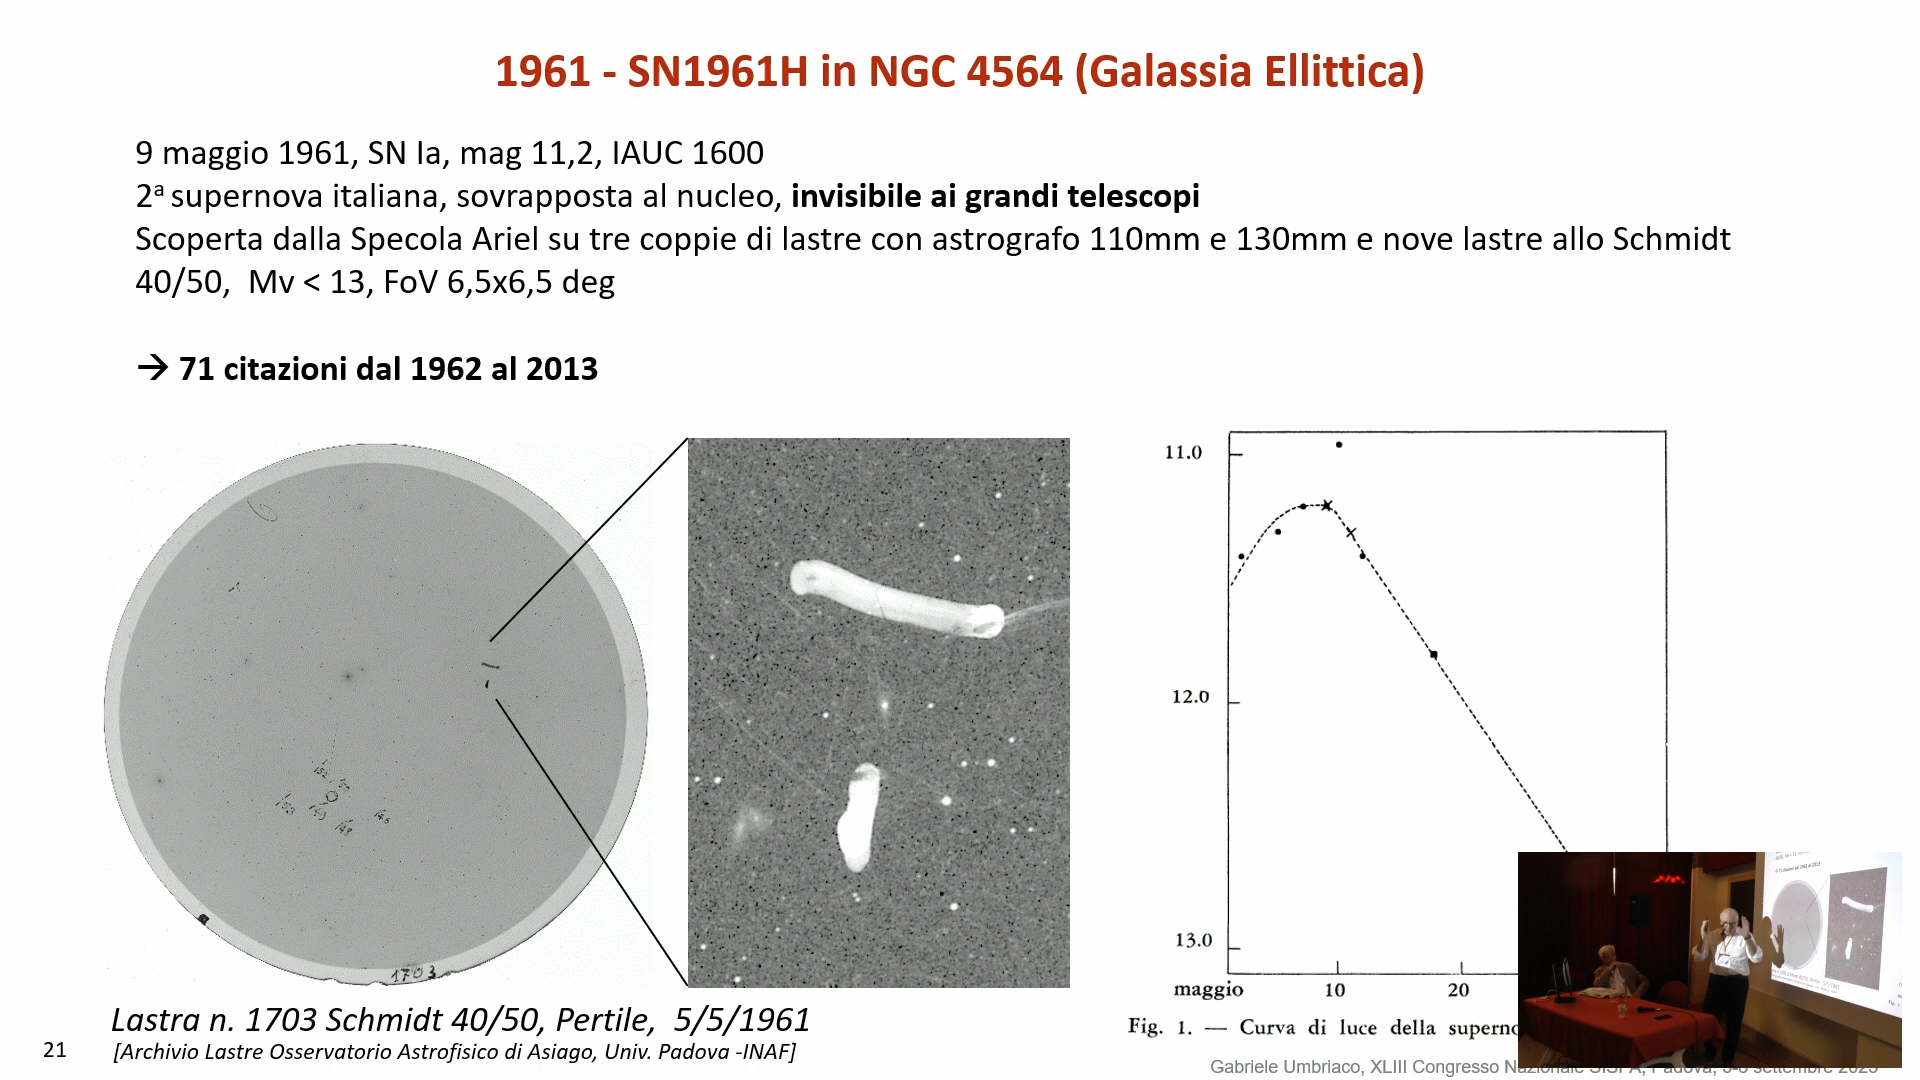 1961 - SN1961H in NGC 4564 (Galassia Ellittica)
9 maggio 1961, SN Ia, mag 11,2, IAUC 1600
2ª supernova italiana, sovrapposta al nucleo, invisibile ai grandi telescopi
Scoperta dalla Specola Ariel su tre coppie di lastre con astrografo 110mm e 130mm e nove lastre allo Schmidt
40/50, Mv < 13, FoV 6,5x6,5 deg
→ 71 citazioni dal 1962 al 2013
1703
11.0
12.0
13.0
maggio 10 20
Fig. 1. — Curva di luce della
Lastra n. 1703 Schmidt 40/50, Pertile, 5/5/1961
[Archivio Lastre Osservatorio Astrofisico di Asiago, Univ. Padova -INAF]
21
Gabriele Umbriaco, XLIII Congresso